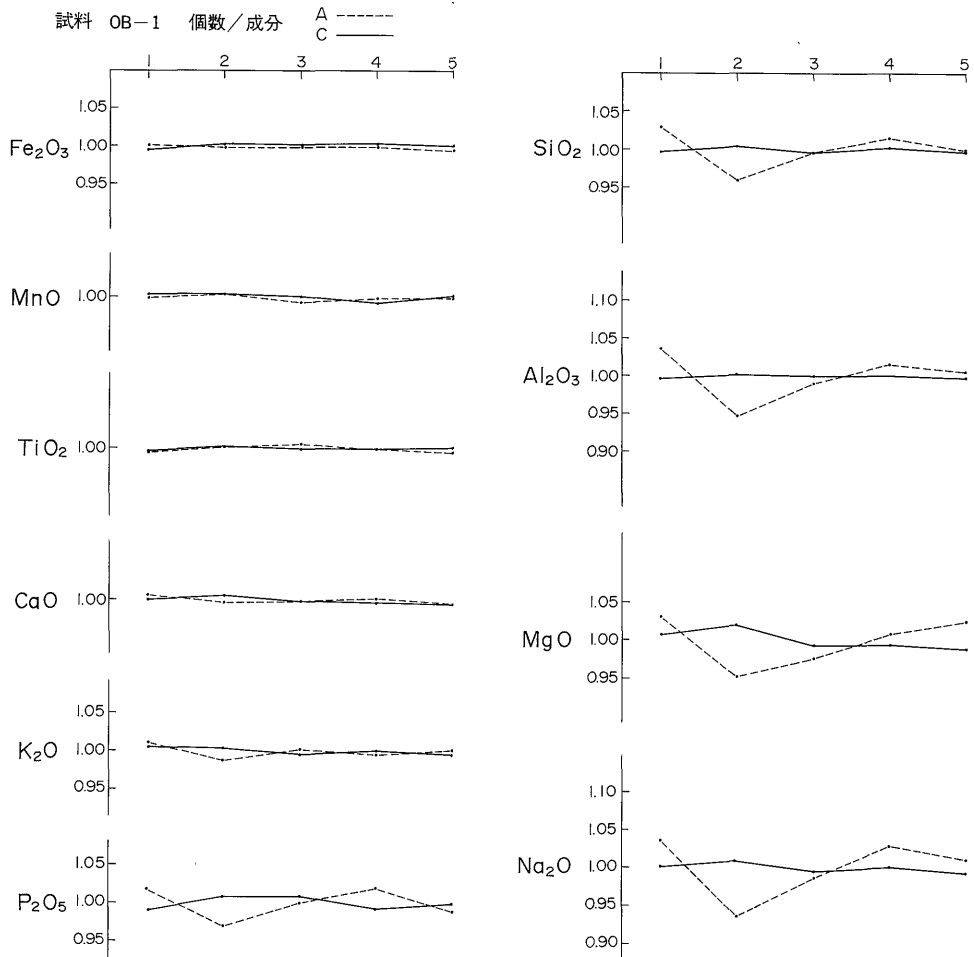 試料 OB-1 個数/成分 A -----
C ———
1 2 3 4 5
1.05
Fe₂O₃ 1.00
0.95
MnO 1.00
TiO₂ 1.00
CaO 1.00
1.05
K₂O 1.00
0.95
1.05
P₂O₅ 1.00
0.95
1 2 3 4 5
1.05
SiO₂ 1.00
0.95
1.10
1.05
Al₂O₃ 1.00
0.95
0.90
1.05
MgO 1.00
0.95
1.10
1.05
Na₂O 1.00
0.95
0.90